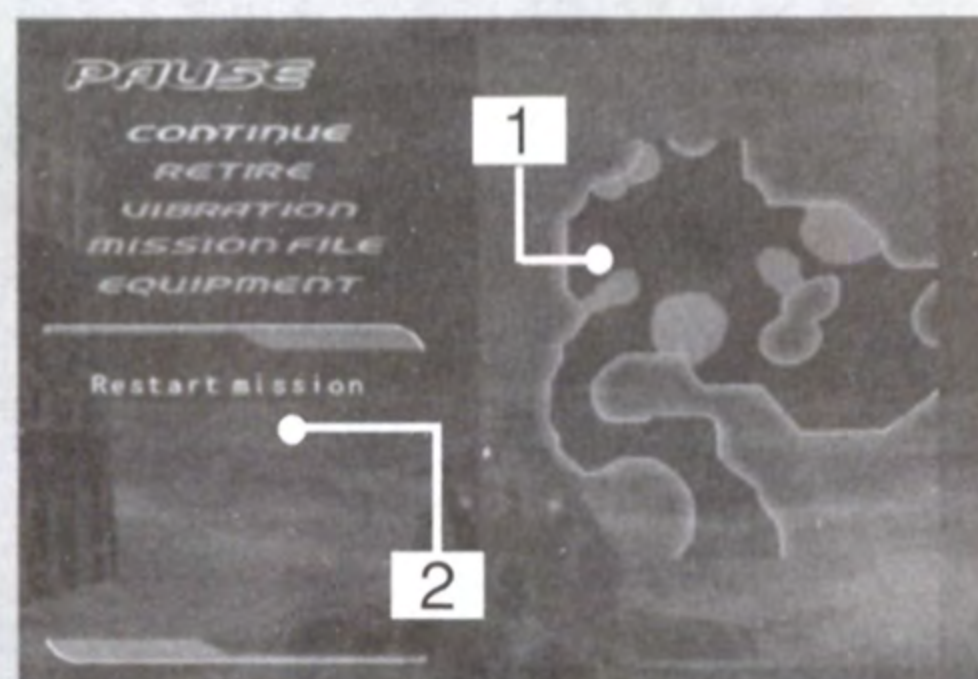 PAUSE
CONTINUE
RETIRE
VIBRATION
MISSION FILE
EQUIPMENT
Restart mission
1
2